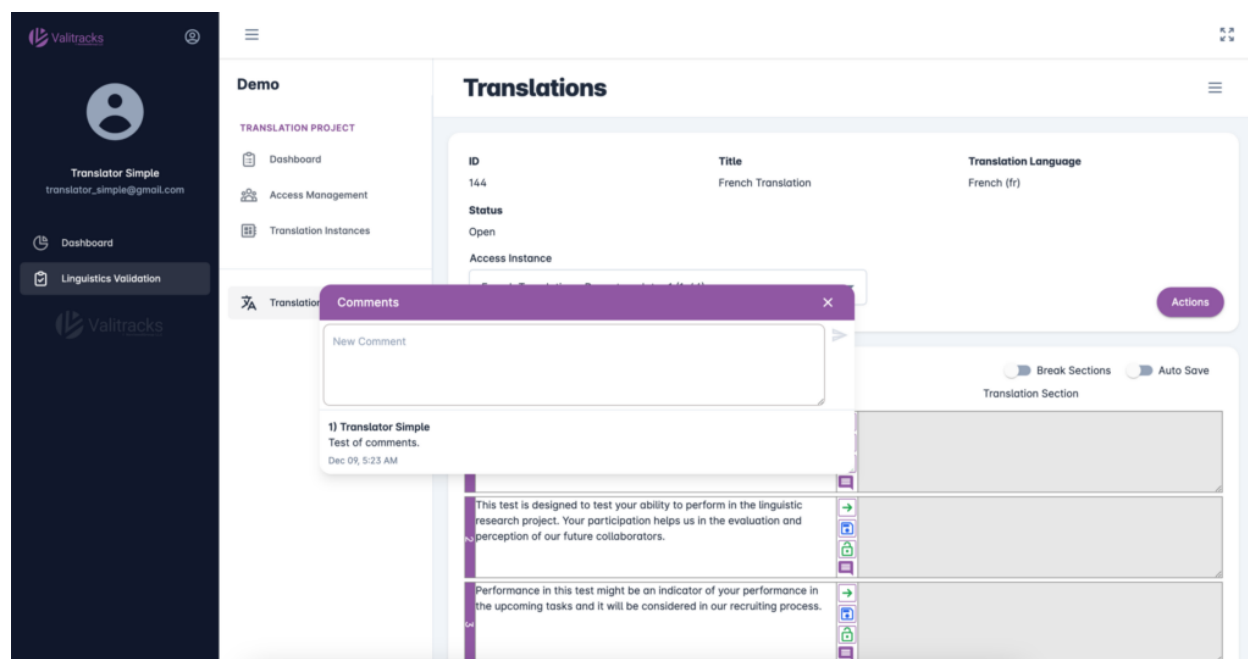 Valitracks
Translator Simple
translator_simple@gmail.com
Dashboard
Linguistics Validation
Valitracks
Demo
TRANSLATION PROJECT
Dashboard
Access Management
Translation Instances
Translation
Translations
ID
144
Title
French Translation
Translation Language
French (fr)
Status
Open
Access Instance
Actions
Comments
New Comment
1) Translator Simple
Test of comments.
Dec 09, 5:23 AM
Break Sections
Auto Save
Translation Section
2
This test is designed to test your ability to perform in the linguistic
research project. Your participation helps us in the evaluation and
perception of our future collaborators.
3
Performance in this test might be an indicator of your performance in
the upcoming tasks and it will be considered in our recruiting process.